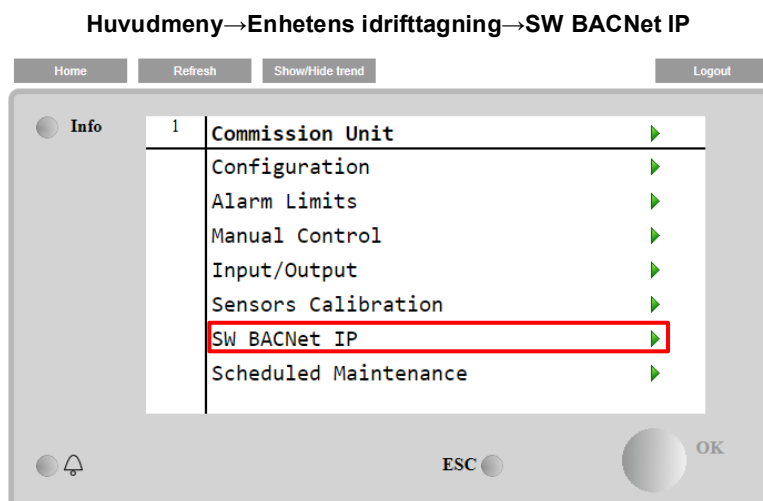 Huvudmeny→Enhetens idrifttagning→SW BACNet IP
Home Refresh Show/Hide trend Logout
Info 1 Commission Unit
Configuration
Alarm Limits
Manual Control
Input/Output
Sensors Calibration
SW BACNet IP
Scheduled Maintenance
ESC OK